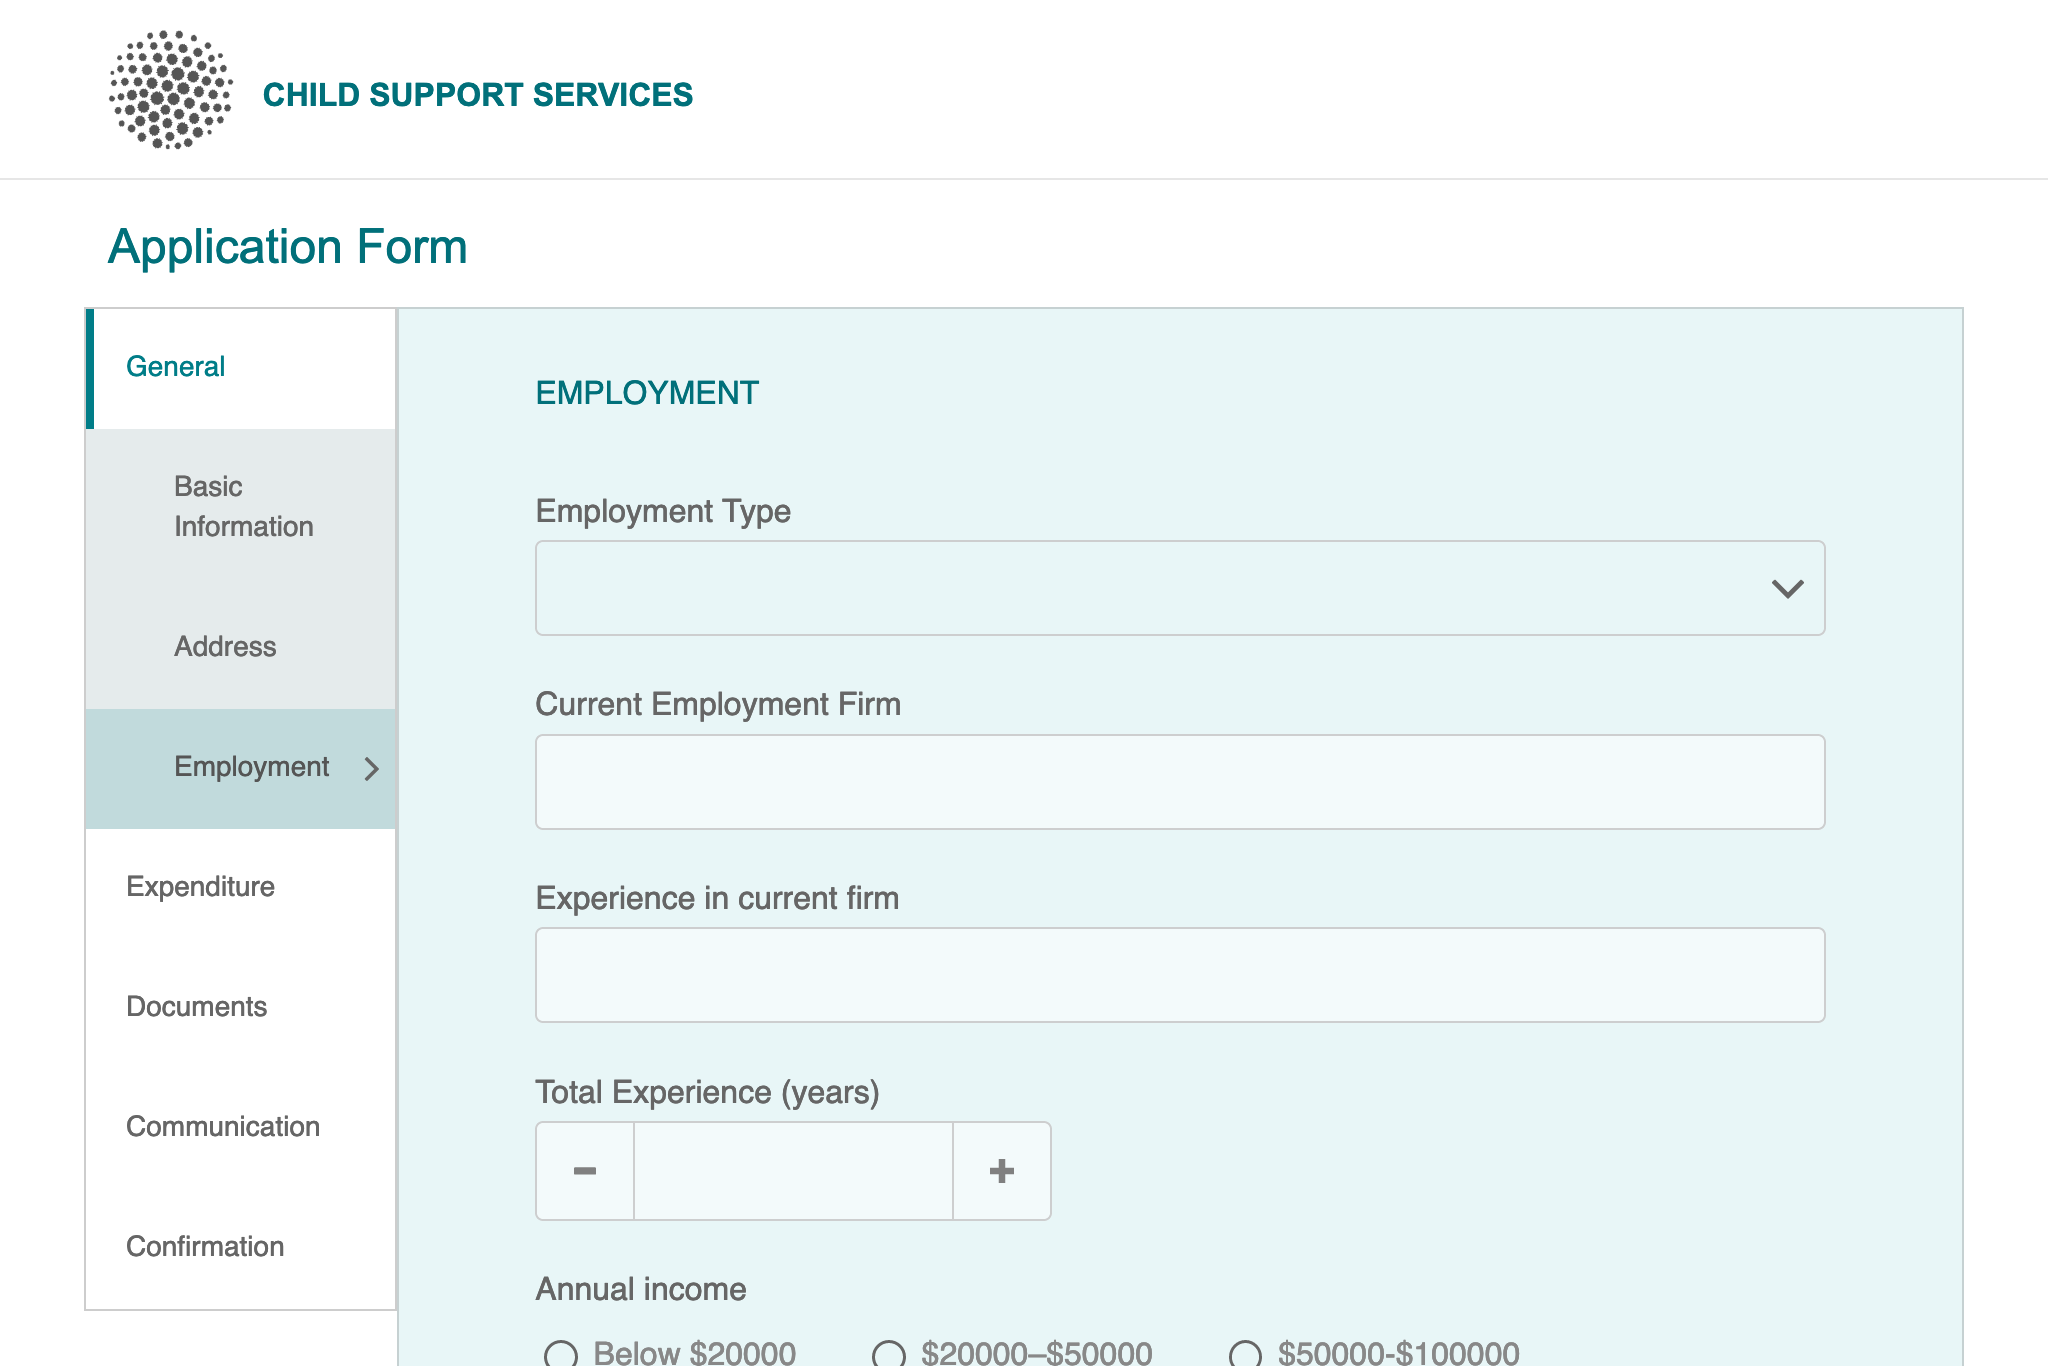 CHILD SUPPORT SERVICES
Application Form
General
Basic
Information
Address
Employment
Expenditure
Documents
Communication
Confirmation
EMPLOYMENT
Employment Type
Current Employment Firm
Experience in current firm
Total Experience (years)
Annual income
Below $20000 $20000–$50000 $50000-$100000